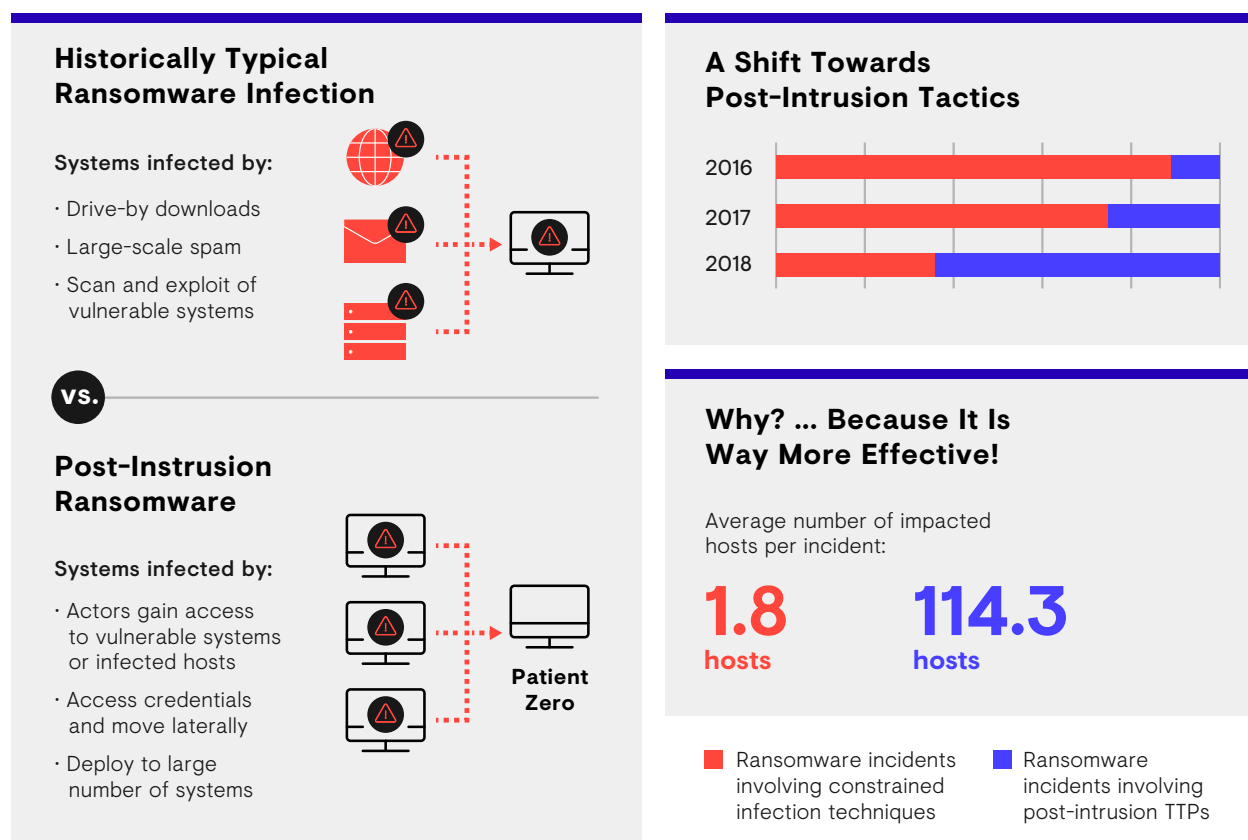 Historically Typical
Ransomware Infection
Systems infected by:
· Drive-by downloads
· Large-scale spam
· Scan and exploit of
vulnerable systems
vs.
Post-Instrusion
Ransomware
Systems infected by:
· Actors gain access
to vulnerable systems
or infected hosts
· Access credentials
and move laterally
· Deploy to large
number of systems
Patient
Zero
A Shift Towards
Post-Intrusion Tactics
2016
2017
2018
Why? ... Because It Is
Way More Effective!
Average number of impacted
hosts per incident:
1.8
hosts
114.3
hosts
Ransomware incidents
involving constrained
infection techniques
Ransomware
incidents involving
post-intrusion TTPs